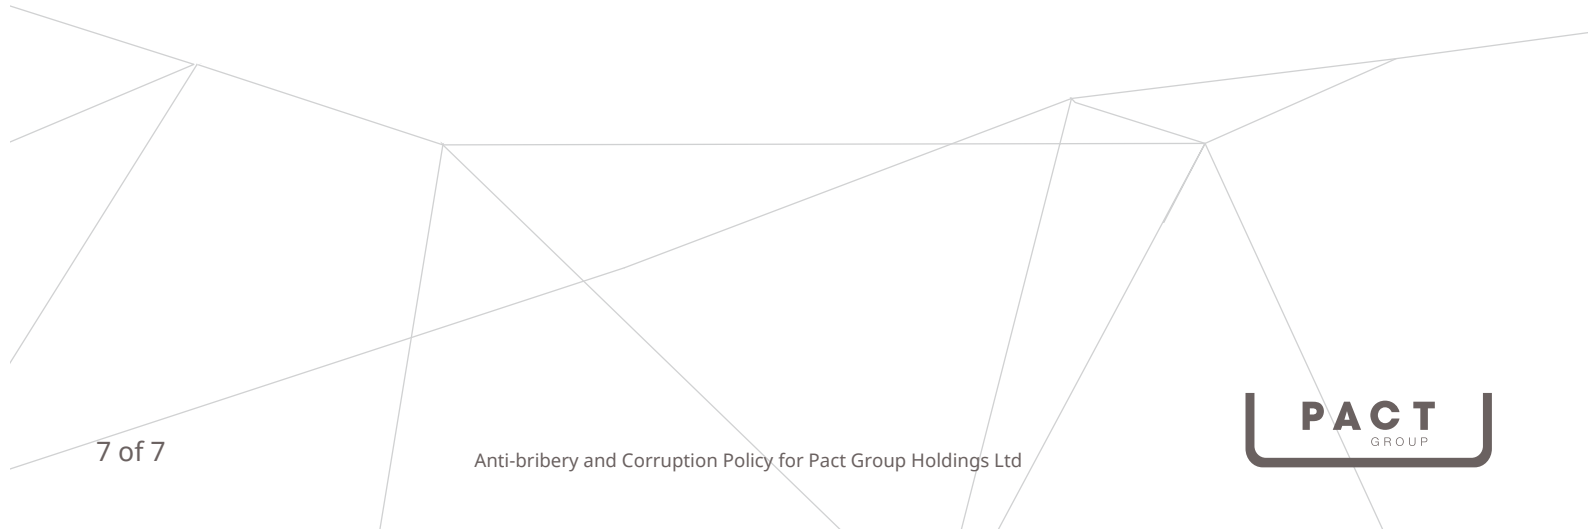 7 of 7
Anti-bribery and Corruption Policy for Pact Group Holdings Ltd
PACT
GROUP